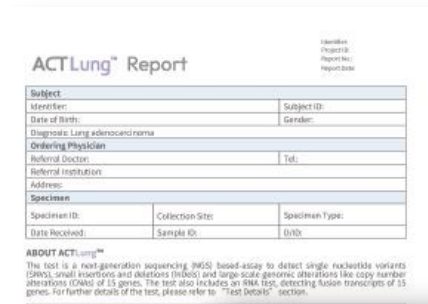 Identifier:
Project ID:
Report No.:
Report Date:
ACTLung™ Report
Subject
Identifier: Subject ID:
Date of Birth: Gender:
Diagnosis: Lung adenocarcinoma
Ordering Physician
Referral Doctor: Tel:
Referral Institution:
Address:
Specimen
Specimen ID: Collection Site: Specimen Type:
Date Received: Sample ID: D/ID:
ABOUT ACTLung™
The test is a next-generation sequencing (NGS) based-assay to detect single nucleotide variants
(SNVs), small insertions and deletions (InDels) and large-scale genomic alterations like copy number
alterations (CNAs) of 15 genes. The test also includes an RNA test, detecting fusion transcripts of 15
genes. For further details of the test, please refer to "Test Details" section.